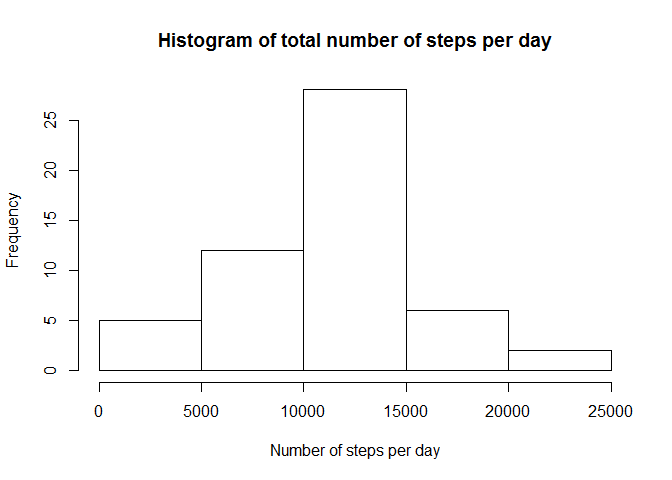 Histogram of total number of steps per day
Frequency
25
20
15
10
5
0
0 5000 10000 15000 20000 25000
Number of steps per day